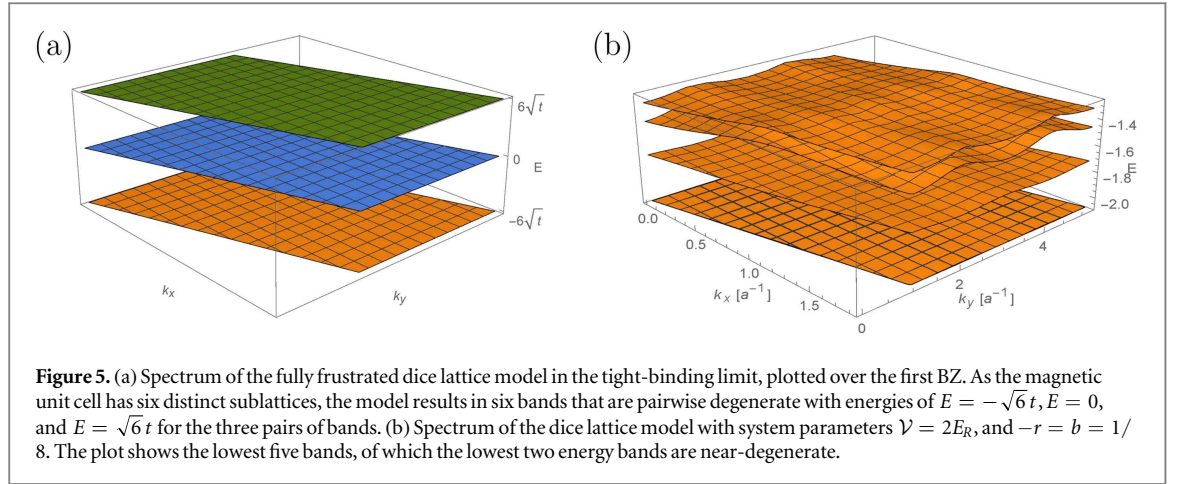 (a)
(b)
6√t
0
E
−6√t
kx
ky
−1.4
−1.6
E
−1.8
−2.0
0.0
0.5
1.0
1.5
kx [a⁻¹]
0
2
4
ky [a⁻¹]
Figure 5. (a) Spectrum of the fully frustrated dice lattice model in the tight-binding limit, plotted over the first BZ. As the magnetic
unit cell has six distinct sublattices, the model results in six bands that are pairwise degenerate with energies of E = −√6 t, E = 0,
and E = √6 t for the three pairs of bands. (b) Spectrum of the dice lattice model with system parameters 𝒱 = 2E_R, and −r = b = 1/
8. The plot shows the lowest five bands, of which the lowest two energy bands are near-degenerate.